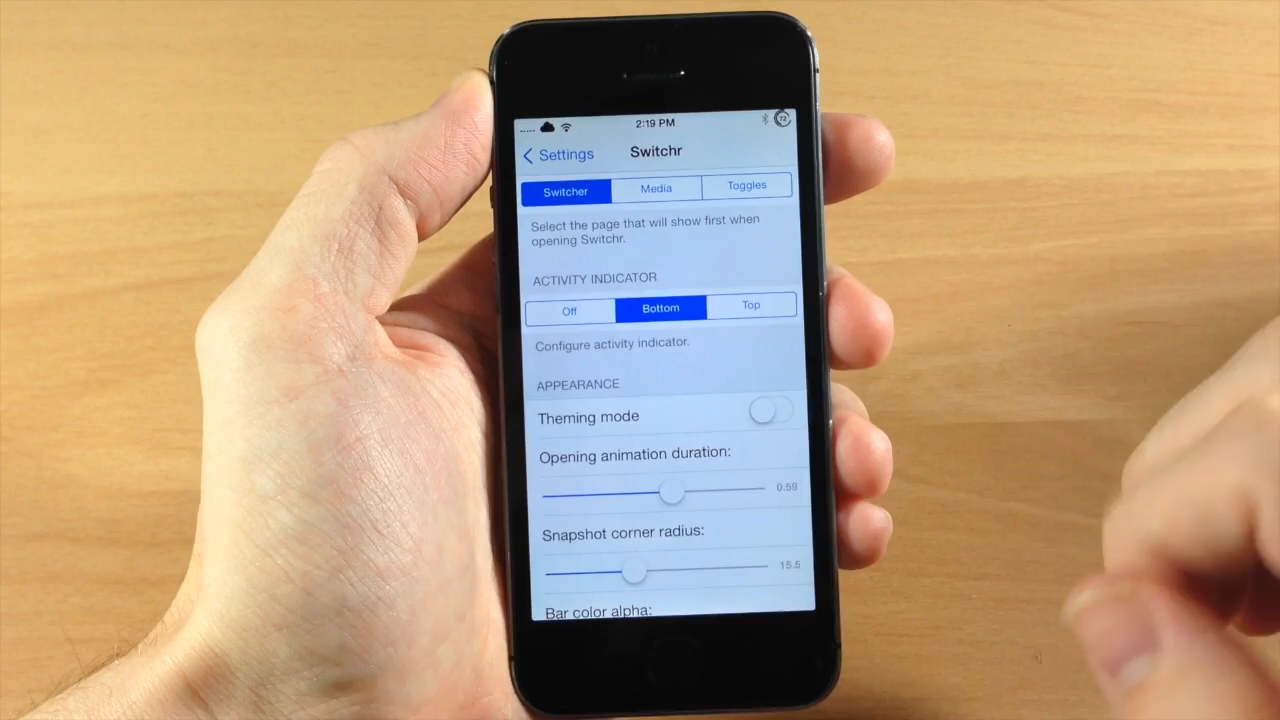 2:19 PM
72
Settings
Switchr
Switcher
Media
Toggles
Select the page that will show first when
opening Switchr.
ACTIVITY INDICATOR
Off
Bottom
Top
Configure activity indicator.
APPEARANCE
Theming mode
Opening animation duration:
0.59
Snapshot corner radius:
15.5
Bar color alpha: